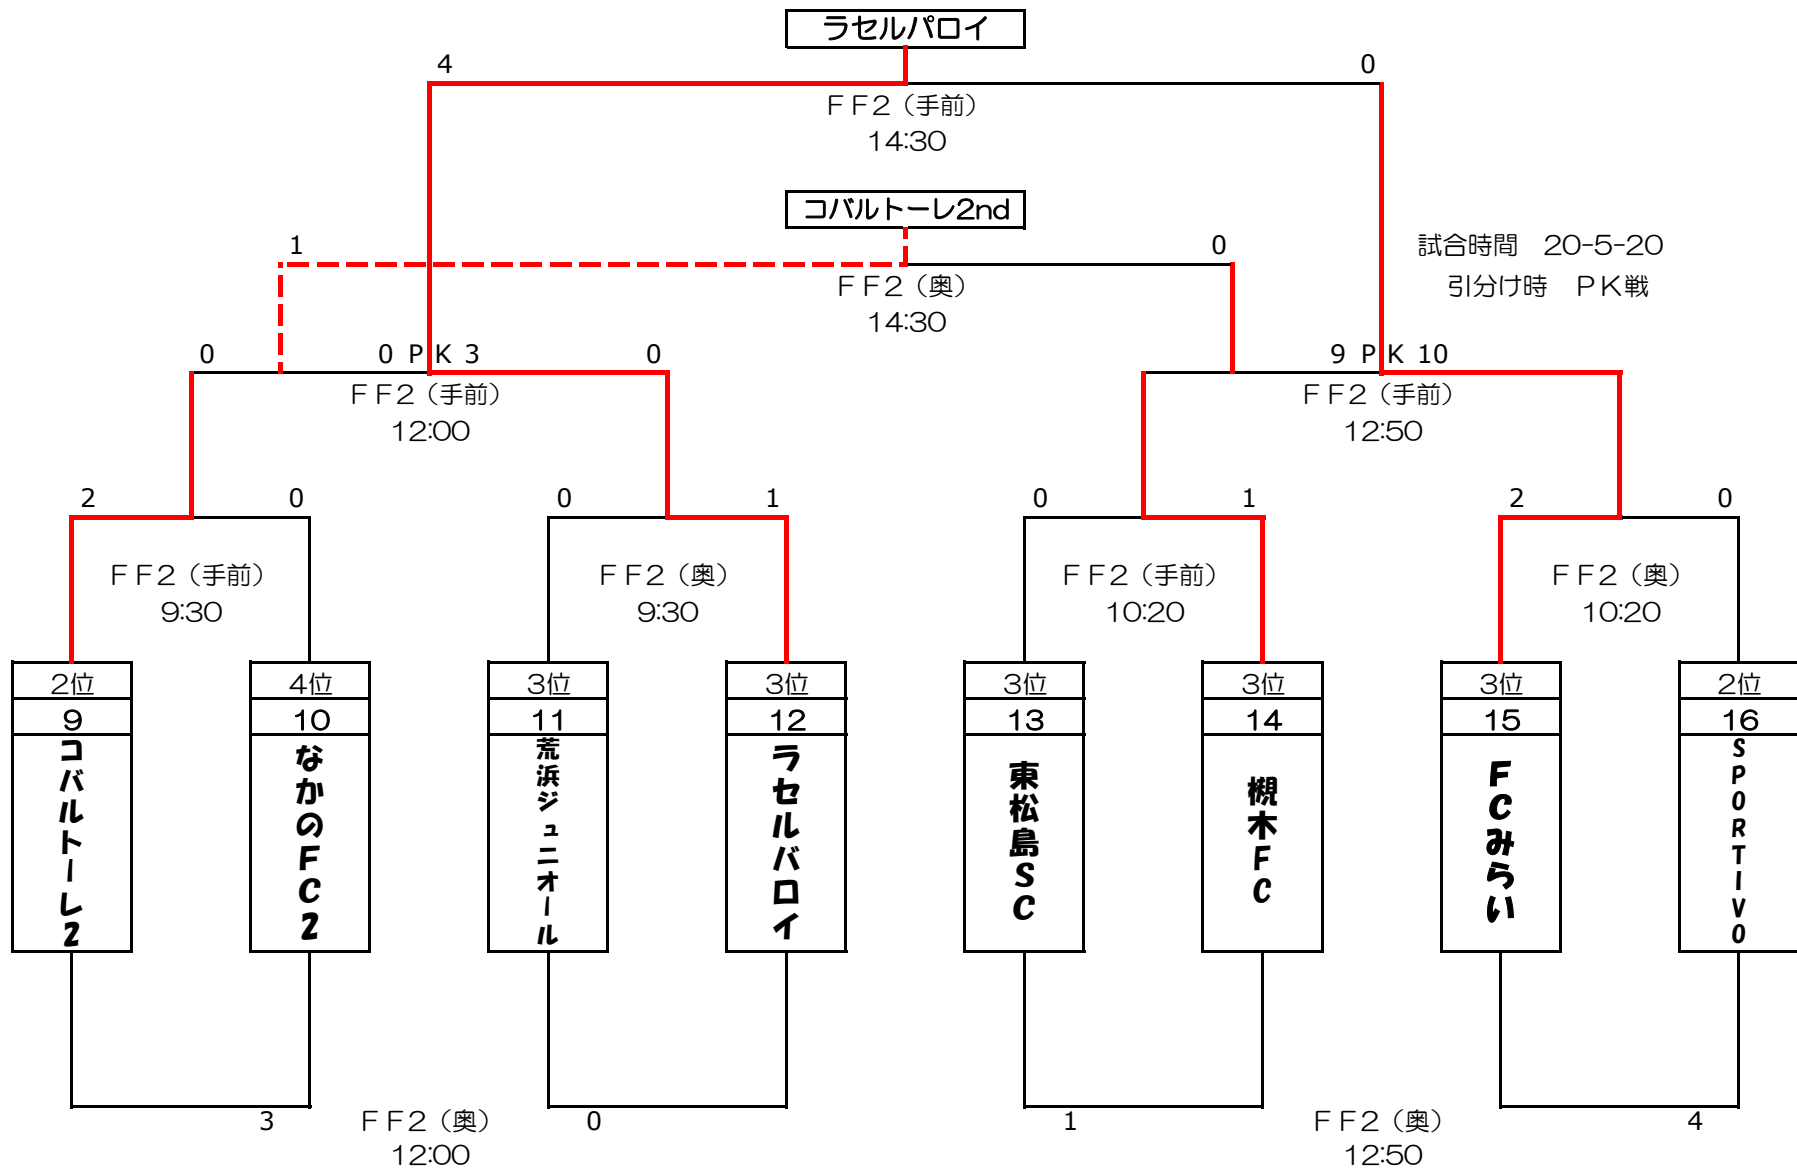 ラセルパロイ
4 0
ＦＦ2（手前）
14:30
コバルトーレ2nd
1 0
試合時間　20-5-20
ＦＦ2（奥）
引分け時　ＰＫ戦
14:30
0 0 ＰＫ 3 0 9 ＰＫ 10
ＦＦ2（手前） ＦＦ2（手前）
12:00 12:50
2 0 0 1 0 1 2 0
ＦＦ2（手前） ＦＦ2（奥） ＦＦ2（手前） ＦＦ2（奥）
9:30 9:30 10:20 10:20
2位 4位 3位 3位 3位 3位 3位 2位
9 10 11 12 13 14 15 16
コバルトーレ2
なかのFC2
荒浜ジュニオール
ラセルバロイ
東松島SC
槻木FC
FCみらい
SPORTIVO
3 ＦＦ2（奥） 0 1 ＦＦ2（奥） 4
12:00 12:50